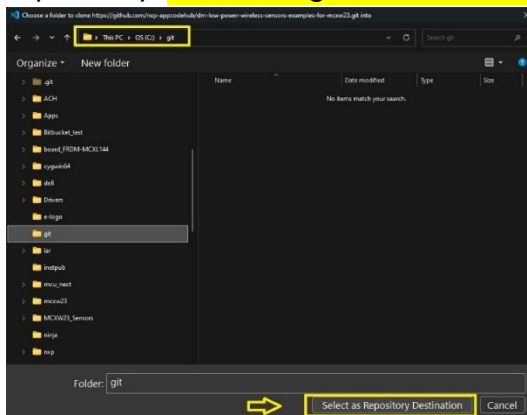 Choose a folder to clone https://github.com/nxp-appcodehub/dm-low-power-wireless-sensors-examples-for-mcxw23.git into
This PC › OS (C:) › git
Search git
Organize
New folder
Name
Date modified
Type
Size
.git
No items match your search.
ACH
Apps
Bitbucket_test
board_FRDM-MCXL144
cygwin64
dell
Drivers
e-logo
git
iar
inetpub
mcu_next
mcxw23
MCXW23_Sensors
ninja
nxp
Folder: git
Select as Repository Destination
Cancel